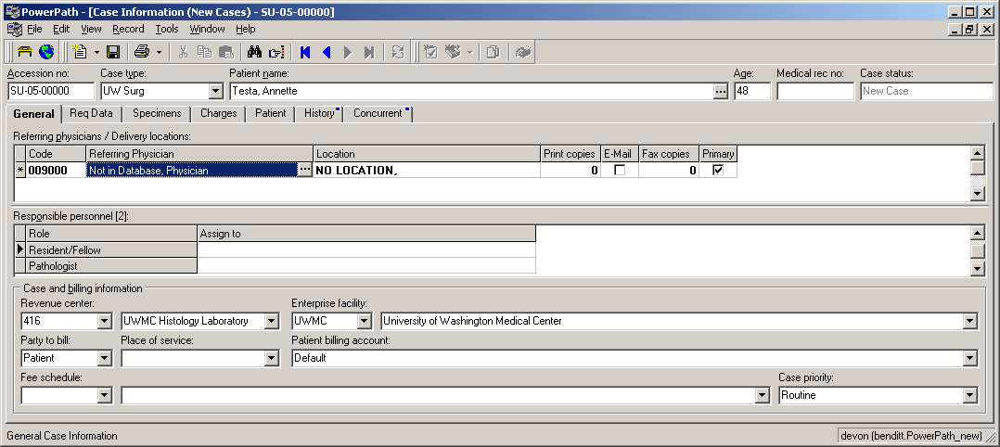 PowerPath - [Case Information (New Cases) - SU-05-00000]
File Edit View Record Tools Window Help
Accession no: Case type: Patient name: Age: Medical rec no: Case status:
SU-05-00000 UW Surg Testa, Annette ... 48 New Case
General Req Data Specimens Charges Patient History Concurrent
Referring physicians / Delivery locations:
Code Referring Physician Location Print copies E-Mail Fax copies Primary
* 009000 Not in Database, Physician ... NO LOCATION, 0 0
Responsible personnel [2]:
Role Assign to
Resident/Fellow
Pathologist
Case and billing information
Revenue center: Enterprise facility:
416 UWMC Histology Laboratory UWMC University of Washington Medical Center
Party to bill: Place of service: Patient billing account:
Patient Default
Fee schedule: Case priority:
Routine
General Case Information devon (benditt.PowerPath_new)